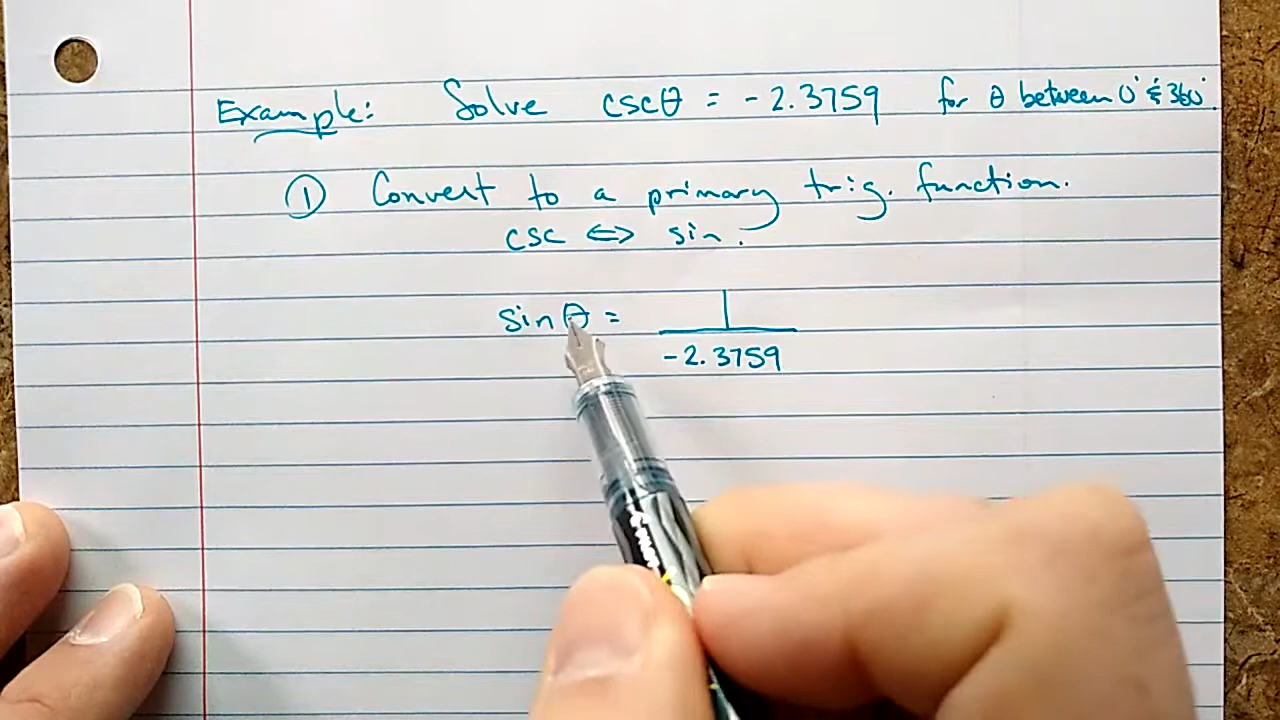 Example: Solve cscθ = -2.3759 for θ between 0° & 360°.
① Convert to a primary trig. function.
csc ⇔ sin.
sinθ = 1
-2.3759